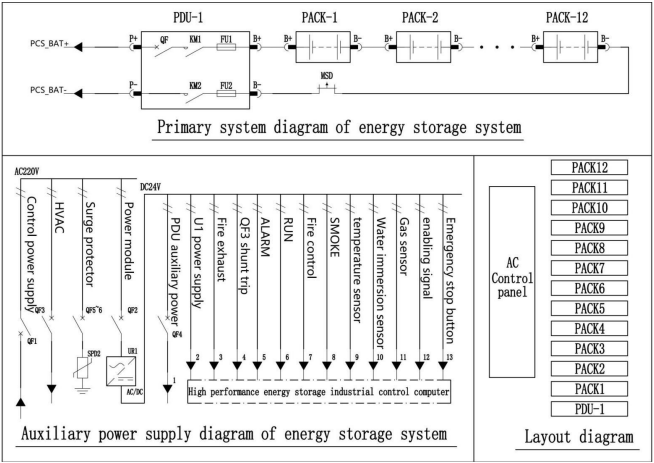 PDU-1 PACK-1 PACK-2 PACK-12
PCS_BAT+ P+ QF KM1 FU1 B+ B+ B- B+ B- B+ B-
PCS_BAT- P- KM2 FU2 B- MSD
Primary system diagram of energy storage system
AC220V
DC24V
Control power supply
HVAC
Surge protector
Power module
PDU auxiliary power
U1 power supply
Fire exhaust
QF3 shunt trip
ALARM
RUN
Fire control
SMOKE
temperature sensor
Water immersion sensor
Gas sensor
enabling signal
Emergency stop button
QF3 QF5~6 QF2
QF1 QF4
SPD2 UR1
AC/DC
1 2 3 4 5 6 7 8 9 10 11 12 13
High performance energy storage industrial control computer
Auxiliary power supply diagram of energy storage system
AC
Control
panel
PACK12
PACK11
PACK10
PACK9
PACK8
PACK7
PACK6
PACK5
PACK4
PACK3
PACK2
PACK1
PDU-1
Layout diagram